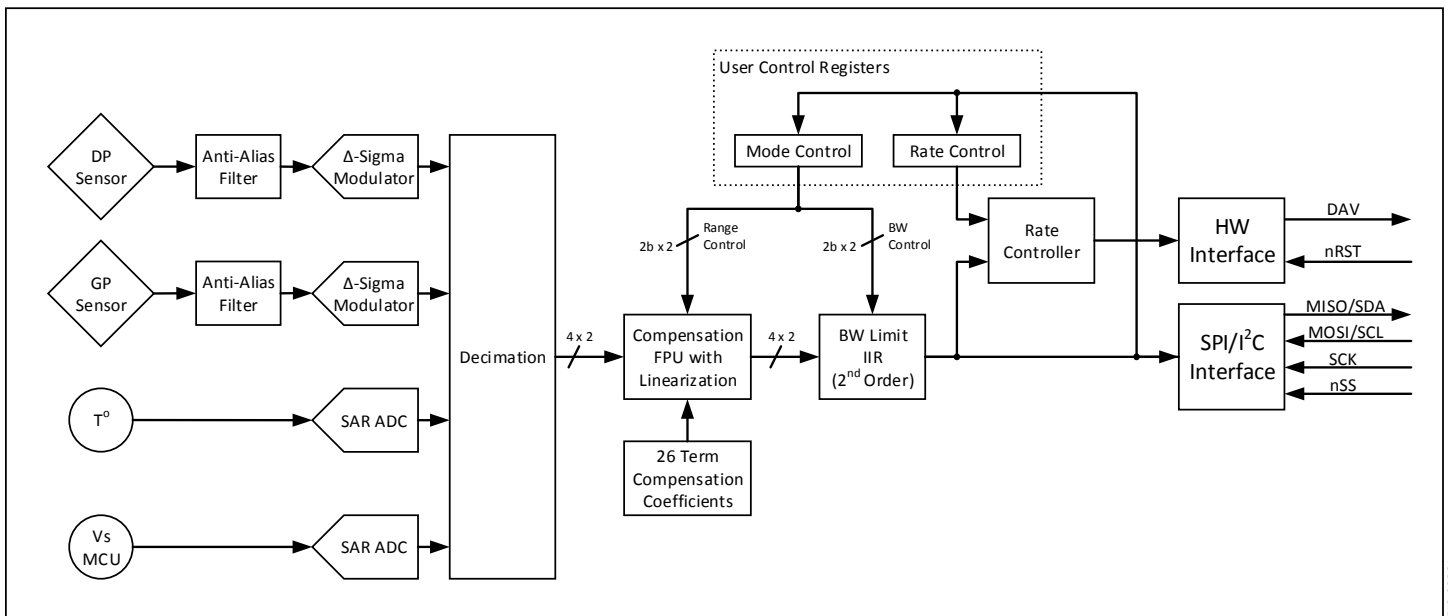 User Control Registers
Mode Control
Rate Control
DP
Sensor
Anti-Alias
Filter
Δ-Sigma
Modulator
GP
Sensor
Anti-Alias
Filter
Δ-Sigma
Modulator
T°
SAR ADC
Vs
MCU
SAR ADC
Decimation
4 x 2
2b x 2
Range
Control
Compensation
FPU with
Linearization
26 Term
Compensation
Coefficients
4 x 2
2b x 2
BW
Control
BW Limit
IIR
(2nd Order)
Rate
Controller
HW
Interface
DAV
nRST
SPI/I²C
Interface
MISO/SDA
MOSI/SCL
SCK
nSS